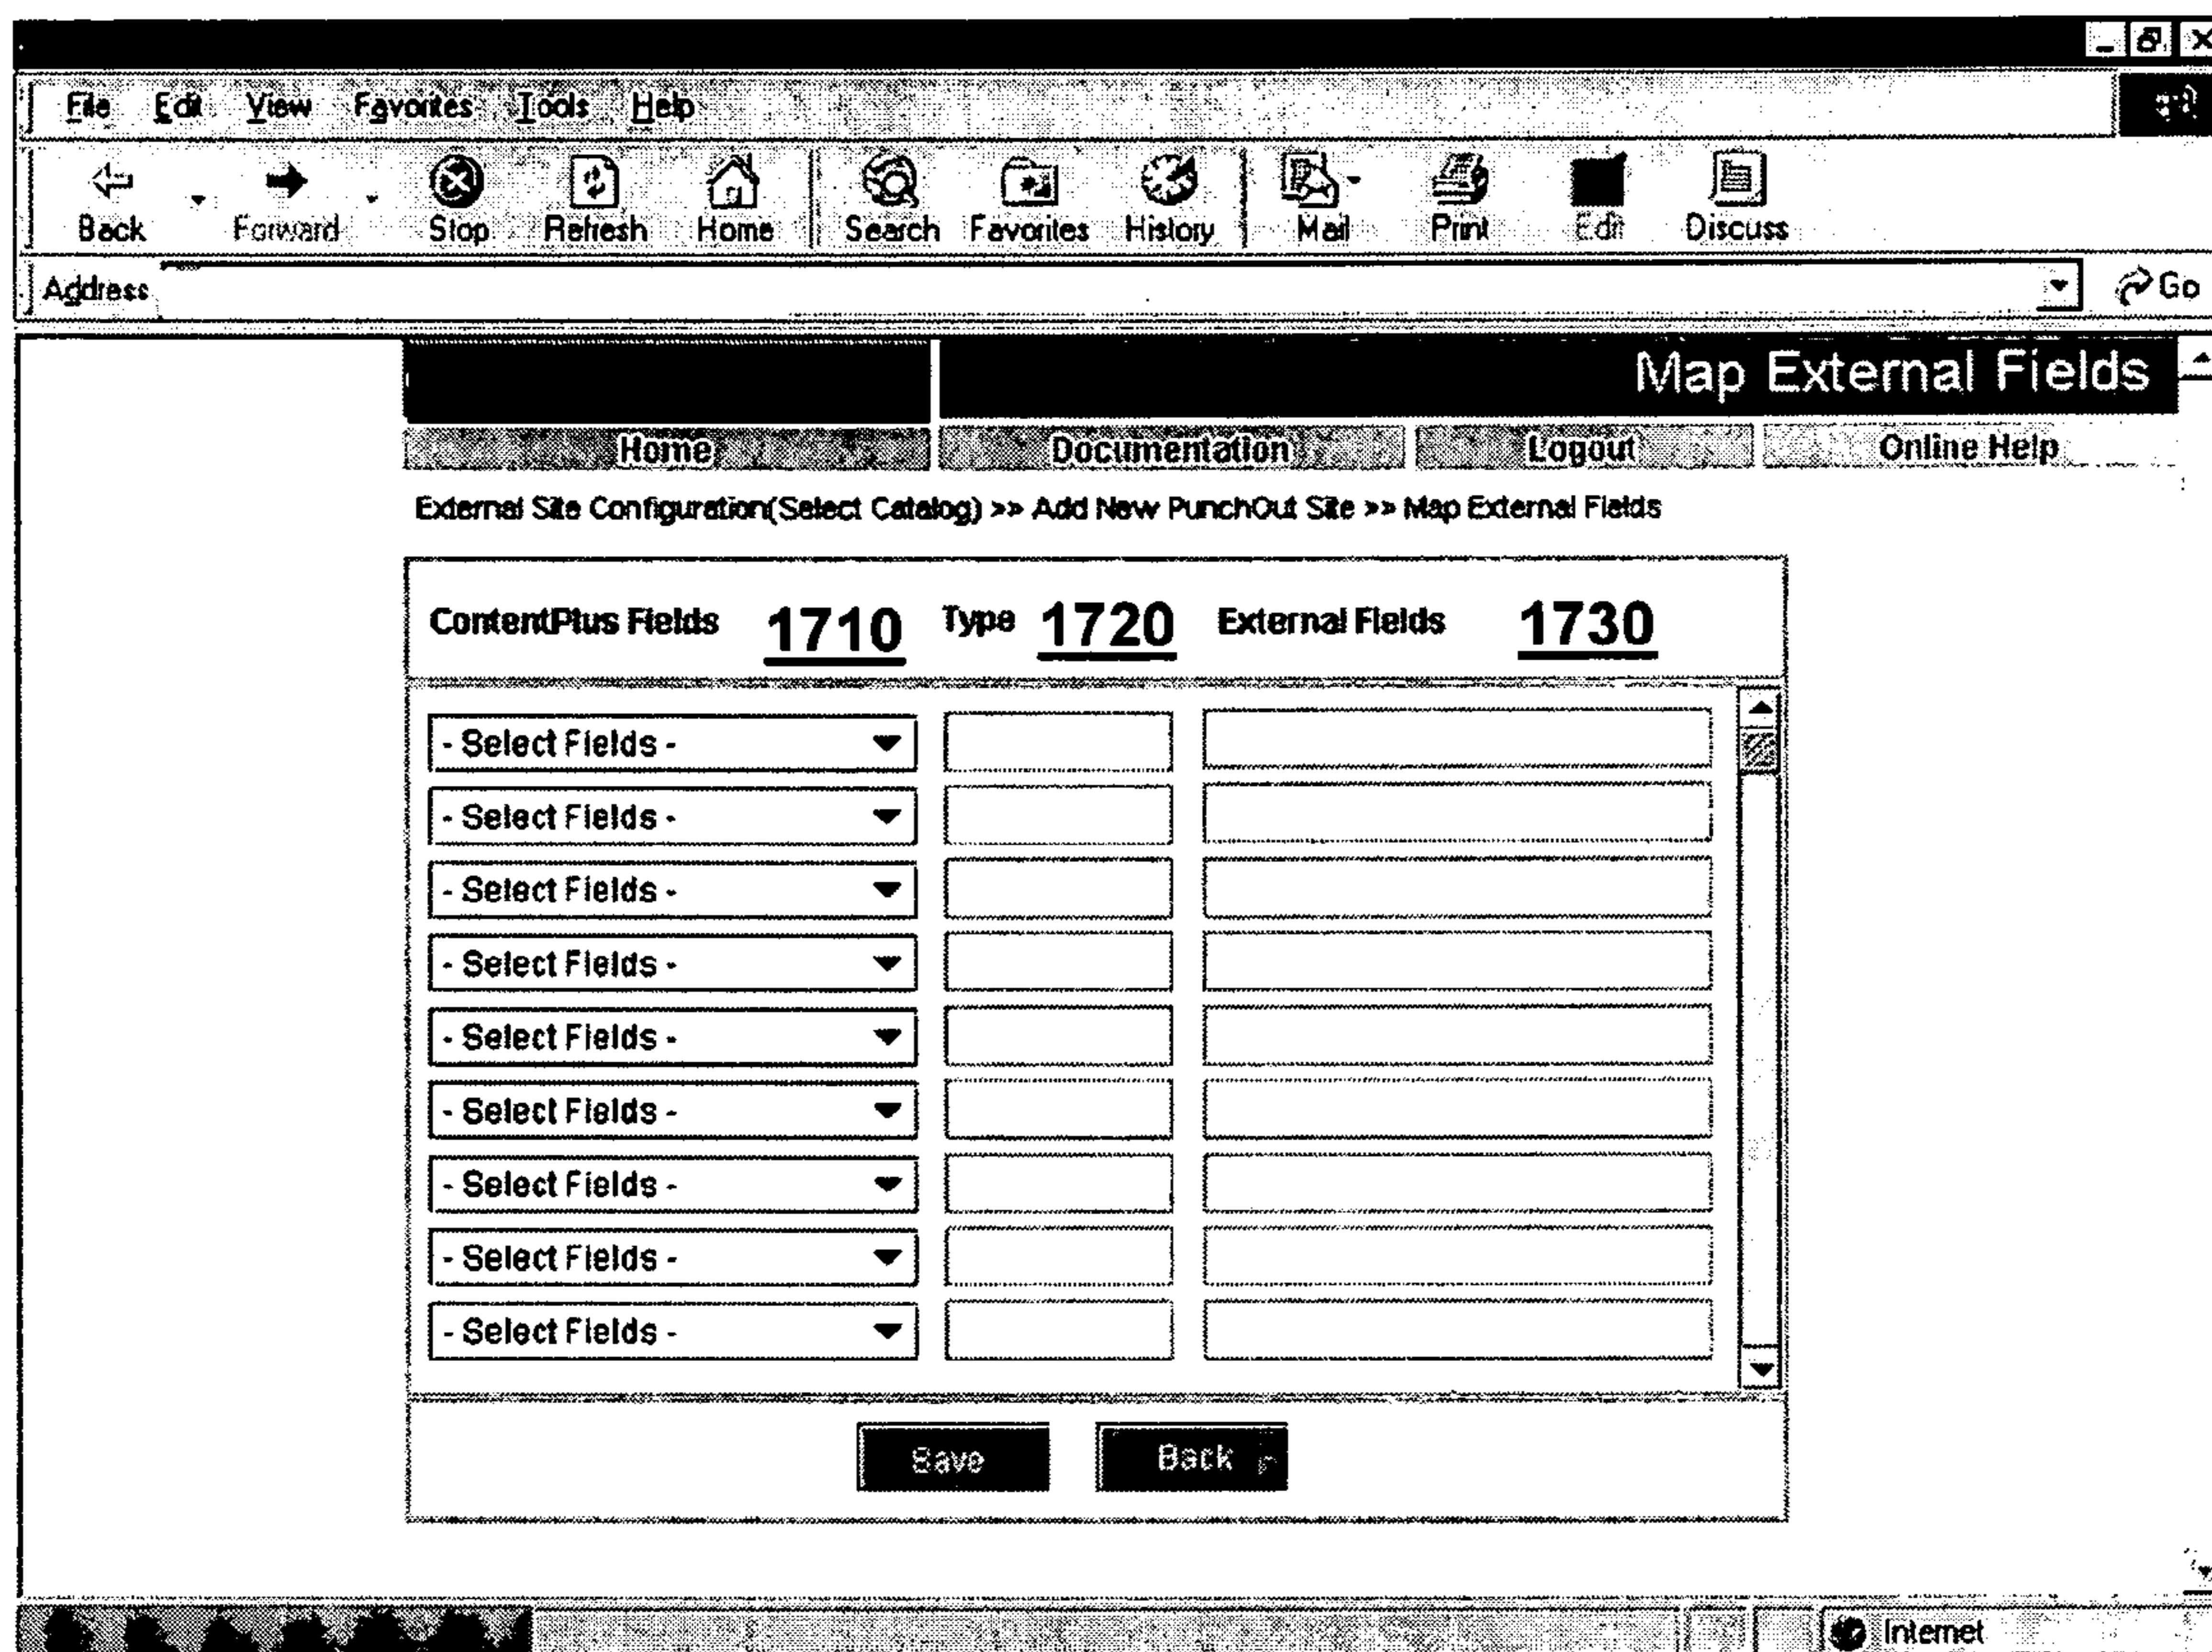 File Edit View Favorites Tools Help
Back Forward Stop Refresh Home Search Favorites History Mail Print Edit Discuss
Address Go
Map External Fields
Home Documentation Logout Online Help
External Site Configuration(Select Catalog) >> Add New PunchOut Site >> Map External Fields
ContentPlus Fields 1710 Type 1720 External Fields 1730
- Select Fields -
- Select Fields -
- Select Fields -
- Select Fields -
- Select Fields -
- Select Fields -
- Select Fields -
- Select Fields -
- Select Fields -
Save Back
Internet